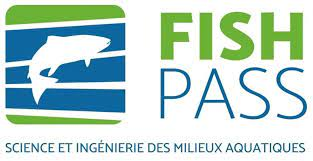 FISH
PASS
SCIENCE ET INGÉNIERIE DES MILIEUX AQUATIQUES